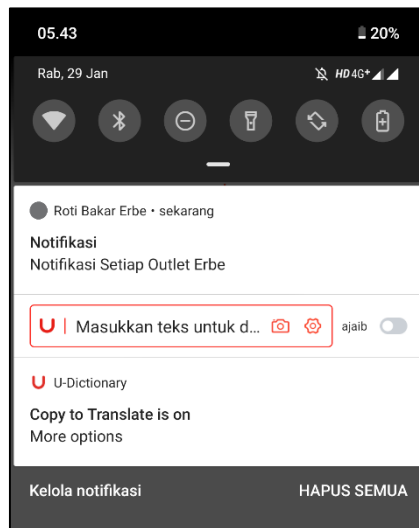 05.43 20%
Rab, 29 Jan HD 4G+
Roti Bakar Erbe • sekarang
Notifikasi
Notifikasi Setiap Outlet Erbe
U | Masukkan teks untuk d... ajaib
U U-Dictionary
Copy to Translate is on
More options
Kelola notifikasi HAPUS SEMUA